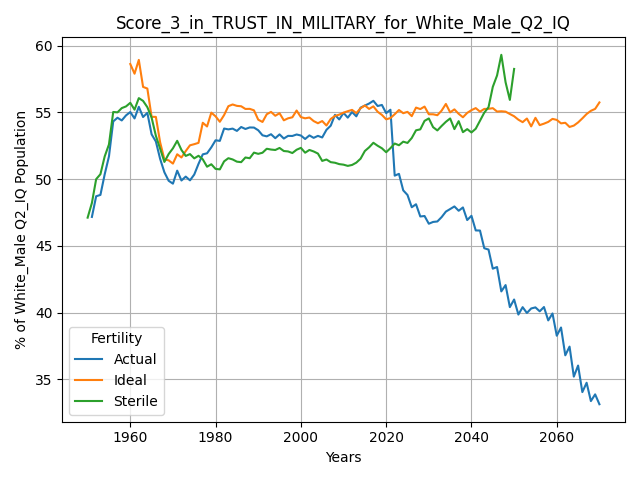 Score_3_in_TRUST_IN_MILITARY_for_White_Male_Q2_IQ
% of White_Male Q2_IQ Population
60
55
50
45
40
35
Fertility
Actual
Ideal
Sterile
1960 1980 2000 2020 2040 2060
Years